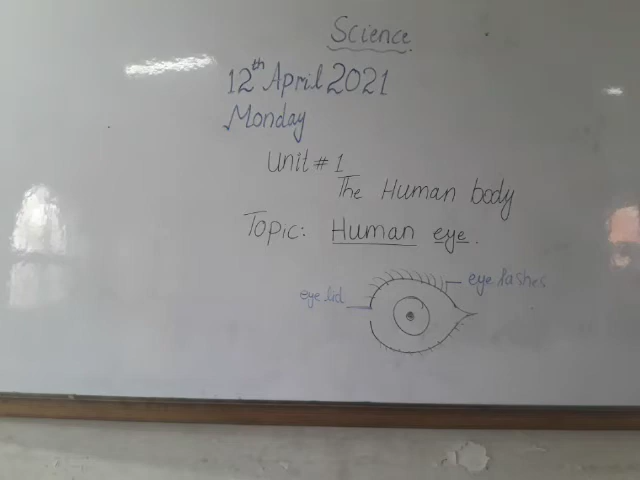 Science
12th April 2021
Monday
Unit # 1
The Human body
Topic: Human eye.
eye lashes
eye lid